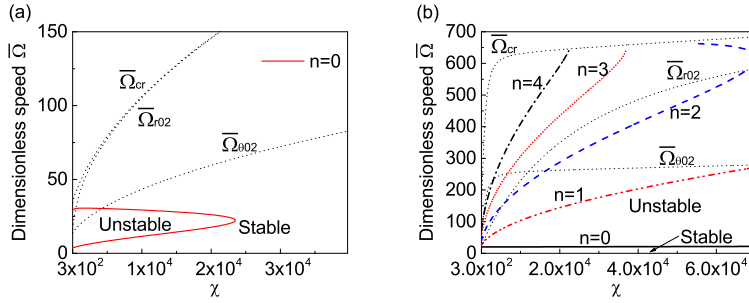 (a)
150
100
50
0
Dimensionless speed Ω̅
Ω̅cr
Ω̅r02
Ω̅θ02
n=0
Unstable
Stable
3x10²
1x10⁴
2x10⁴
3x10⁴
χ
(b)
700
600
500
400
300
200
100
0
Dimensionless speed Ω̅
Ω̅cr
n=4
n=3
Ω̅r02
n=2
Ω̅θ02
n=1
Unstable
n=0
Stable
3.0x10²
2.0x10⁴
4.0x10⁴
6.0x10⁴
χ